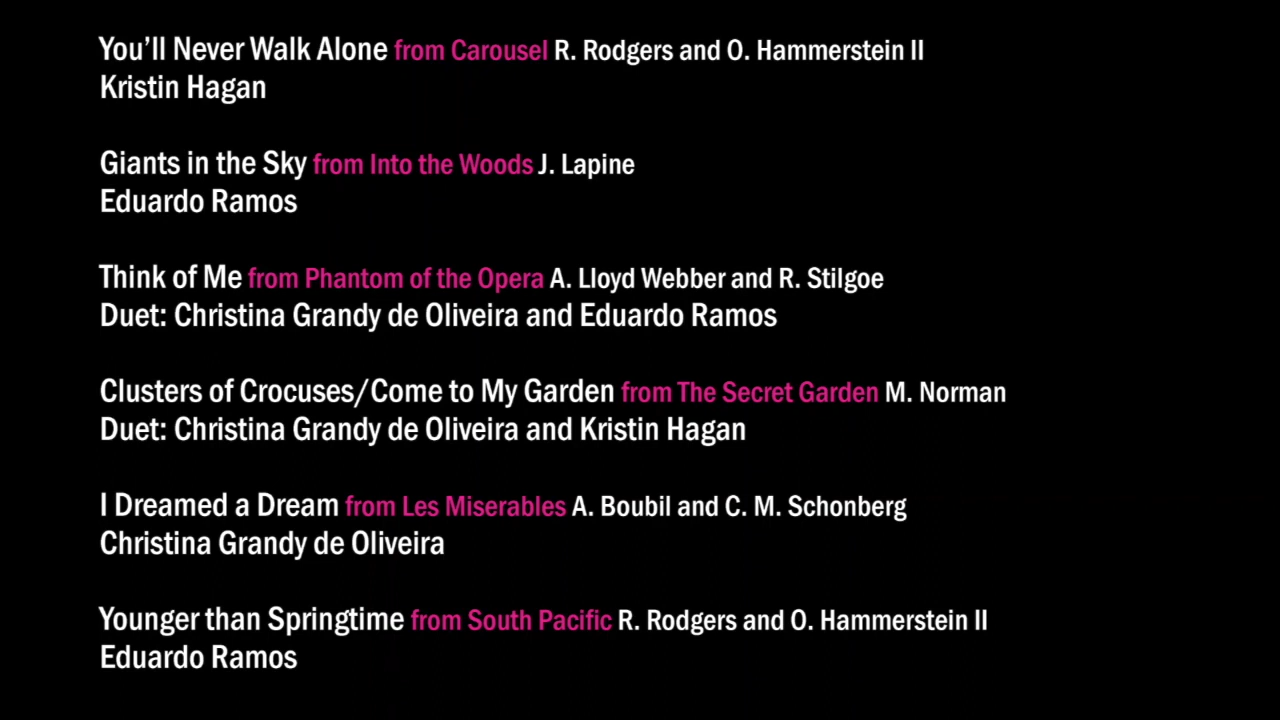 You’ll Never Walk Alone from Carousel R. Rodgers and O. Hammerstein II
Kristin Hagan
Giants in the Sky from Into the Woods J. Lapine
Eduardo Ramos
Think of Me from Phantom of the Opera A. Lloyd Webber and R. Stilgoe
Duet: Christina Grandy de Oliveira and Eduardo Ramos
Clusters of Crocuses/Come to My Garden from The Secret Garden M. Norman
Duet: Christina Grandy de Oliveira and Kristin Hagan
I Dreamed a Dream from Les Miserables A. Boubil and C. M. Schonberg
Christina Grandy de Oliveira
Younger than Springtime from South Pacific R. Rodgers and O. Hammerstein II
Eduardo Ramos